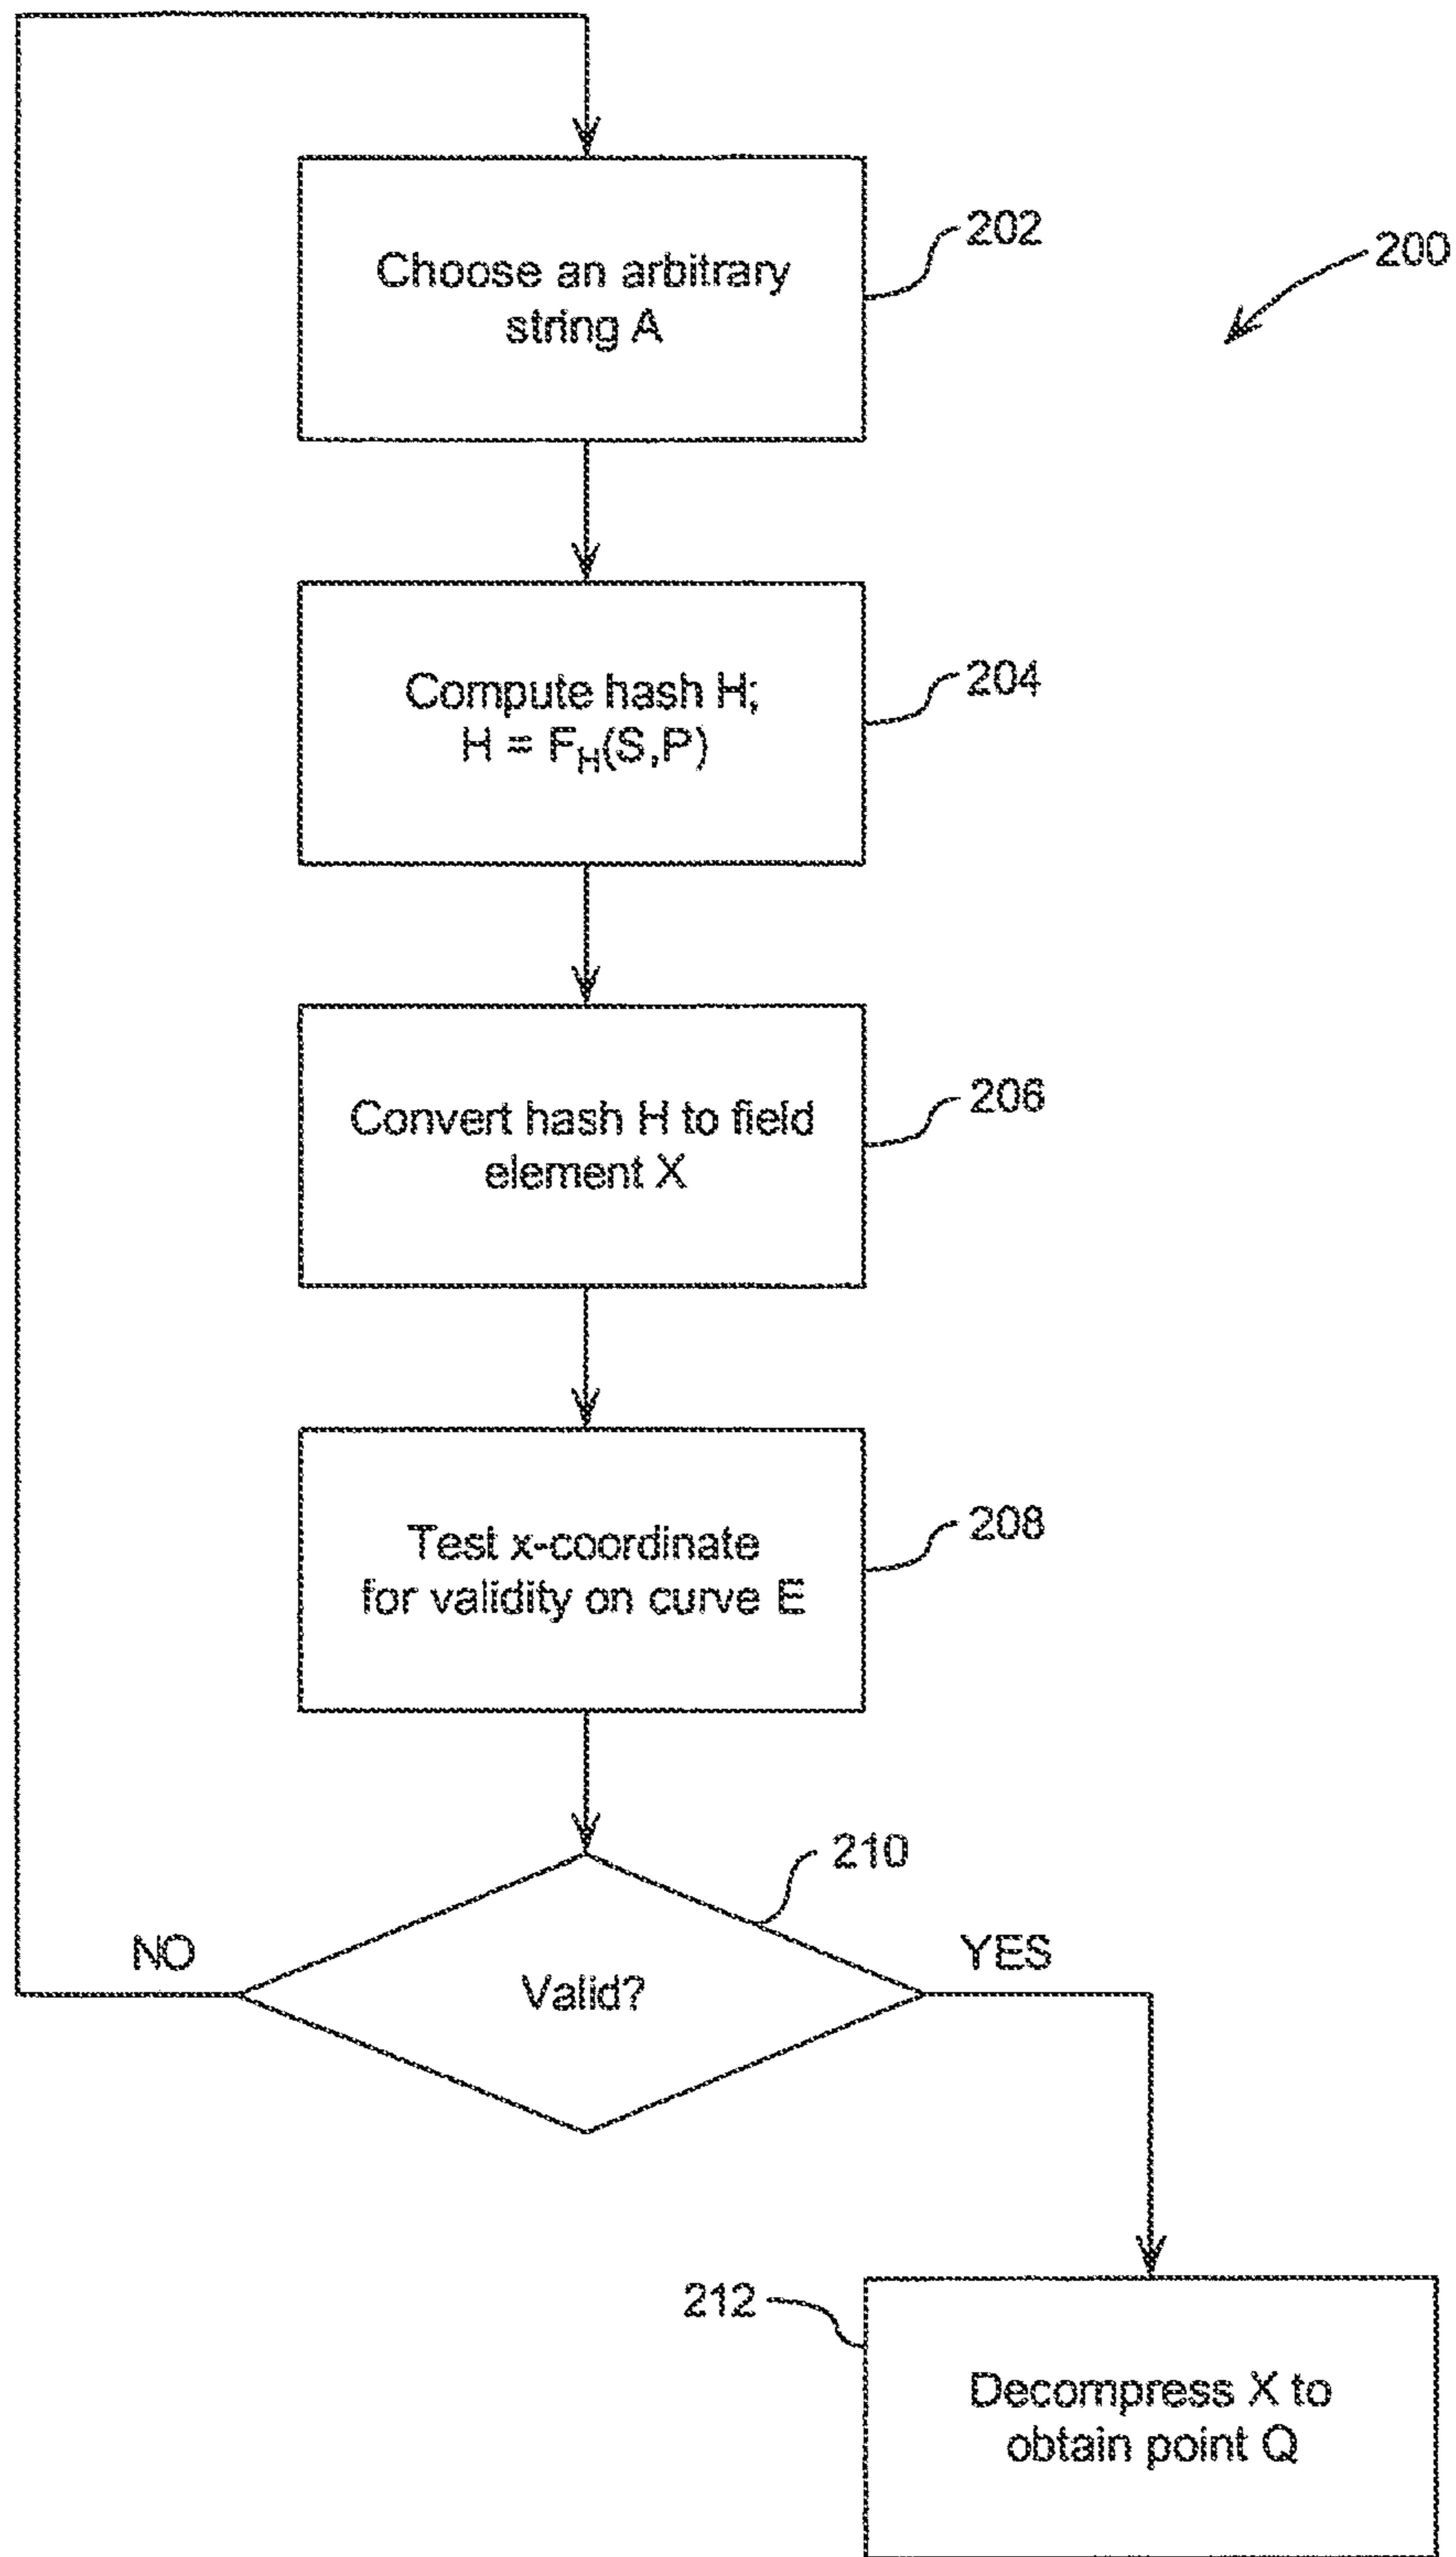 Choose an arbitrary
string A
202
200
Compute hash H;
H = F_H(S,P)
204
Convert hash H to field
element X
206
Test x-coordinate
for validity on curve E
208
210
NO
Valid?
YES
212
Decompress X to
obtain point Q